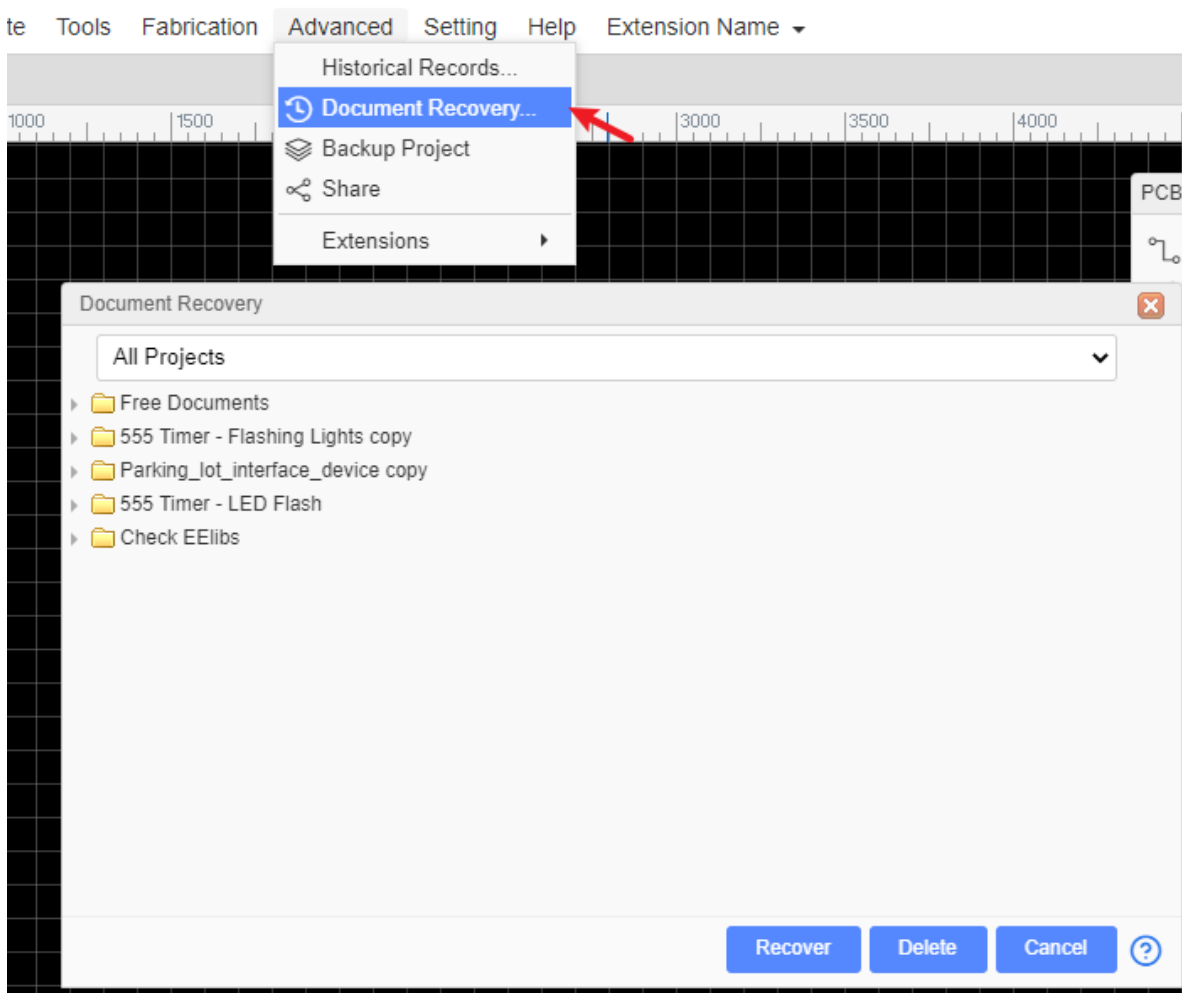 te Tools Fabrication Advanced Setting Help Extension Name
Historical Records...
Document Recovery...
Backup Project
Share
Extensions
1000 1500 3000 3500 4000
PCB
Document Recovery
All Projects
Free Documents
555 Timer - Flashing Lights copy
Parking_lot_interface_device copy
555 Timer - LED Flash
Check EElibs
Recover Delete Cancel ?